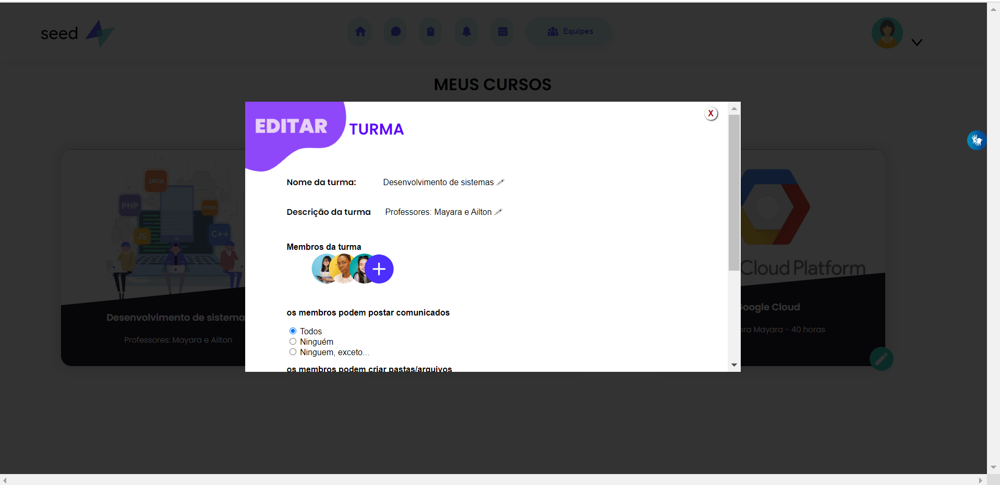 seed
Equipes
MEUS CURSOS
EDITAR TURMA
X
Nome da turma: Desenvolvimento de sistemas
Descrição da turma Professores: Mayara e Ailton
Membros da turma
os membros podem postar comunicados
Todos
Ninguém
Ninguem, exceto...
os membros podem criar pastas/arquivos
JAVA
PHP
HTML
JS
C++
Desenvolvimento de sistema
Professores: Mayara e Ailton
Cloud Platform
Google Cloud
ora Mayara - 40 horas